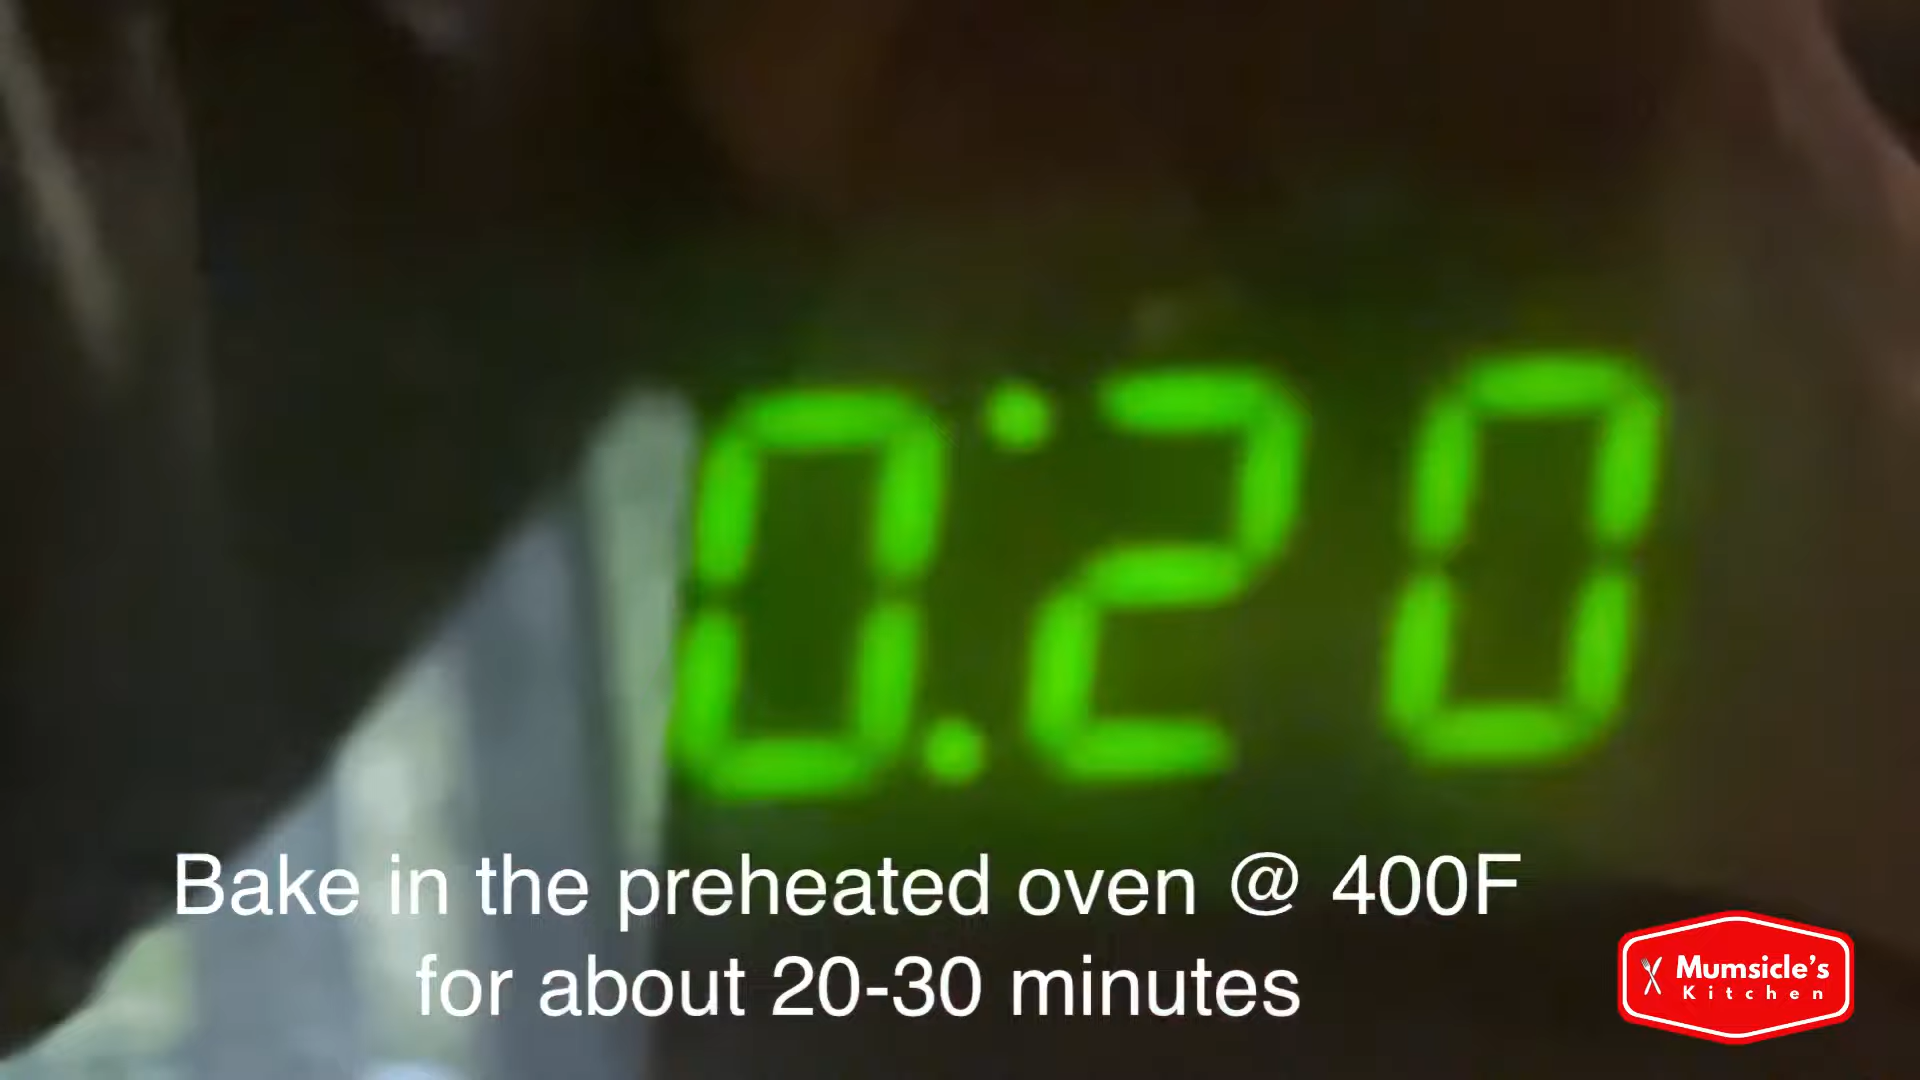 0:20
Bake in the preheated oven @ 400F
for about 20-30 minutes
Mumsicle's
Kitchen